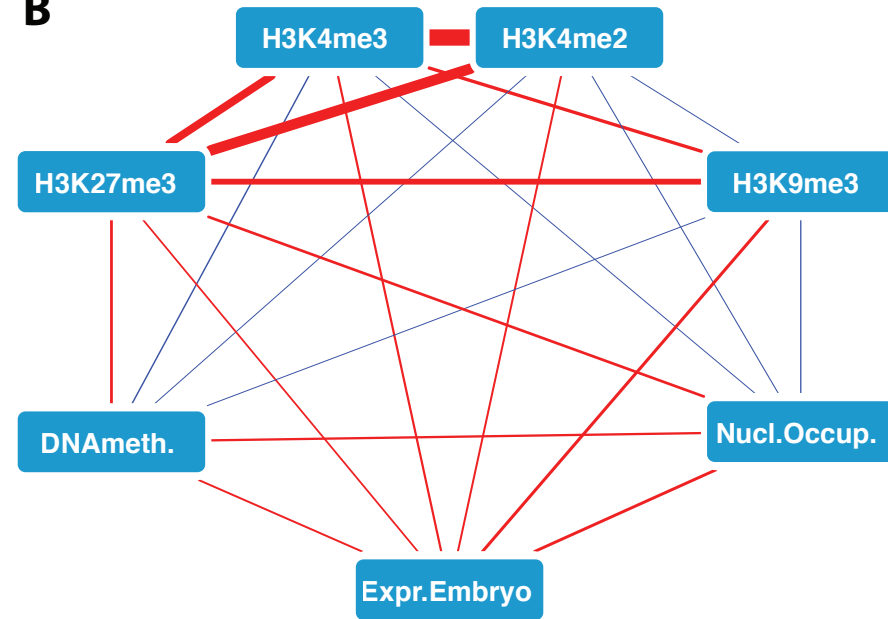 B
H3K4me3 H3K4me2
H3K27me3 H3K9me3
DNAmeth. Nucl.Occup.
Expr.Embryo